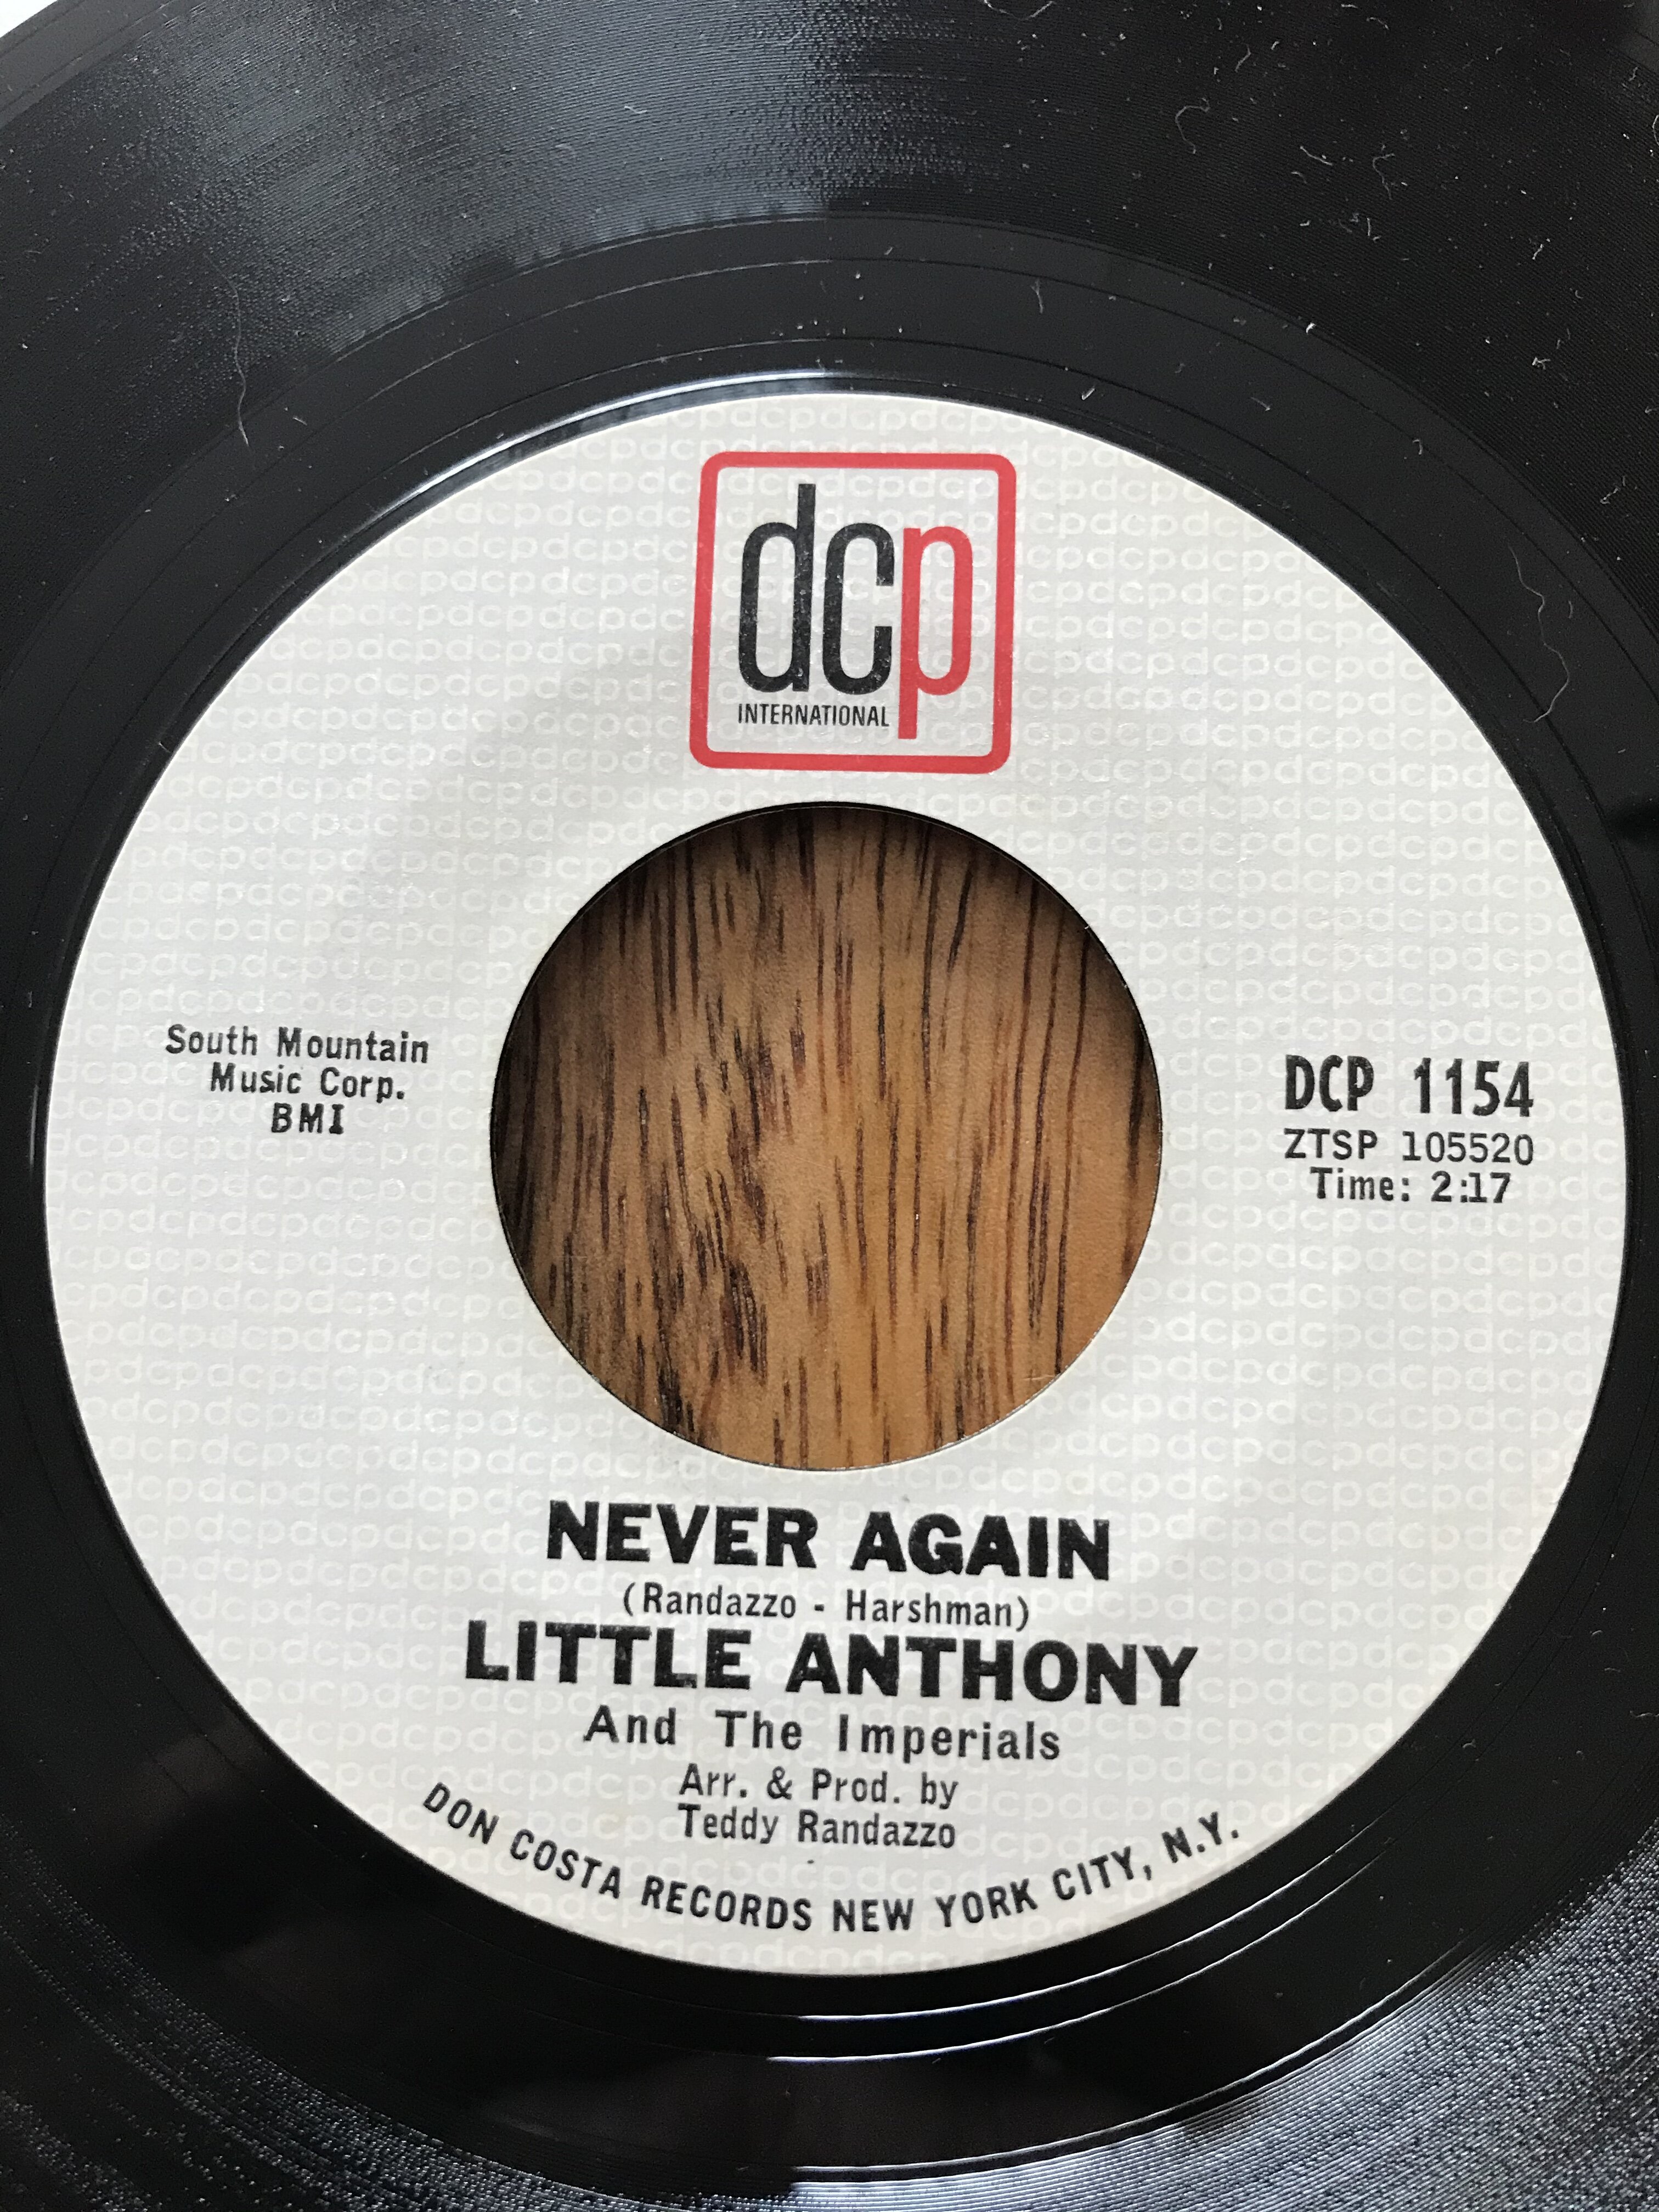 dcp
INTERNATIONAL
South Mountain
Music Corp.
BMI
DCP 1154
ZTSP 105520
Time: 2:17
NEVER AGAIN
(Randazzo - Harshman)
LITTLE ANTHONY
And The Imperials
Arr. & Prod. by
Teddy Randazzo
DON COSTA RECORDS NEW YORK CITY, N.Y.